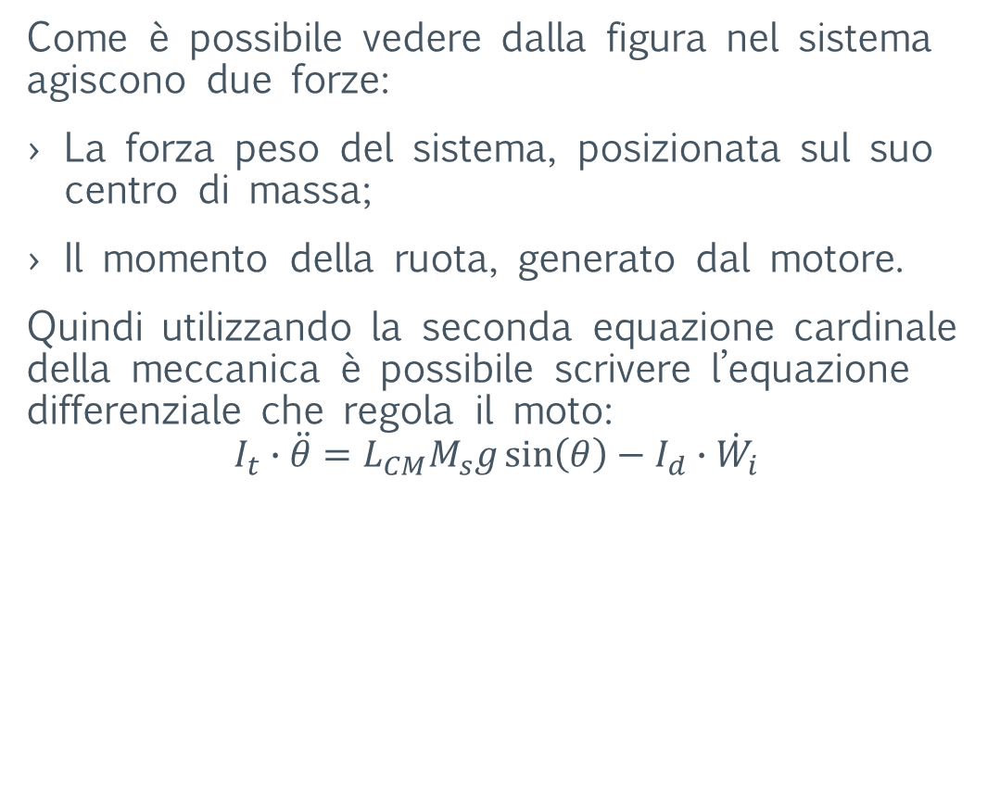 Come è possibile vedere dalla figura nel sistema
agiscono due forze:
› La forza peso del sistema, posizionata sul suo
centro di massa;
› Il momento della ruota, generato dal motore.
Quindi utilizzando la seconda equazione cardinale
della meccanica è possibile scrivere l’equazione
differenziale che regola il moto:
$I_t \cdot \ddot{\theta} = L_{CM} M_s g \sin(\theta) - I_d \cdot \dot{W}_i$